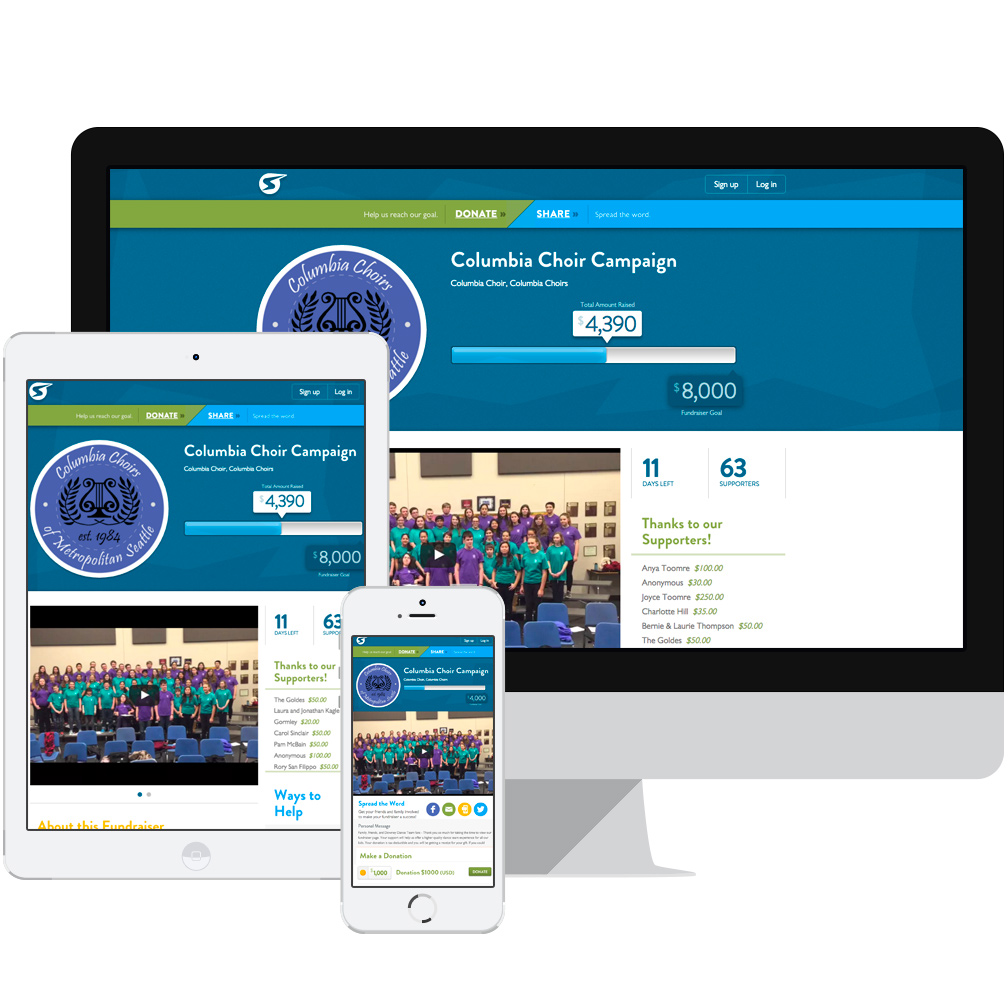 Sign up
Log in
Help us reach our goal.
DONATE »
SHARE »
Spread the word.
Columbia Choirs
Seattle
Columbia Choir Campaign
Columbia Choir, Columbia Choirs
Total Amount Raised
$4,390
$8,000
Fundraiser Goal
11
DAYS LEFT
63
SUPPORTERS
Thanks to our
Supporters!
Anya Toomre $100.00
Anonymous $30.00
Joyce Toomre $250.00
Charlotte Hill $35.00
Bernie & Laurie Thompson $50.00
The Goldes $50.00
Sign up
Log in
Help us reach our goal.
DONATE »
SHARE »
Spread the word.
Columbia Choirs
est. 1984
of Metropolitan Seattle
Columbia Choir Campaign
Columbia Choir, Columbia Choirs
Total Amount Raised
$4,390
$8,000
Fundraiser Goal
11
DAYS LEFT
63
SUPPO
Thanks to our
Supporters!
The Goldes $50.00
Laura and Jonathan Kagle
Gormley $20.00
Carol Sinclair $50.00
Pam McBain $50.00
Anonymous $100.00
Rory San Filippo $50.00
Ways to
Help
About this Fundraiser
Sign up
Log in
DONATE
SHARE
Columbia Choir Campaign
Columbia Choir, Columbia Choirs
Spread the Word
Get your friends and family involved
to make your fundraiser a success!
Personal Message
Make a Donation
$1,000
Donation $1000 (USD)
DONATE